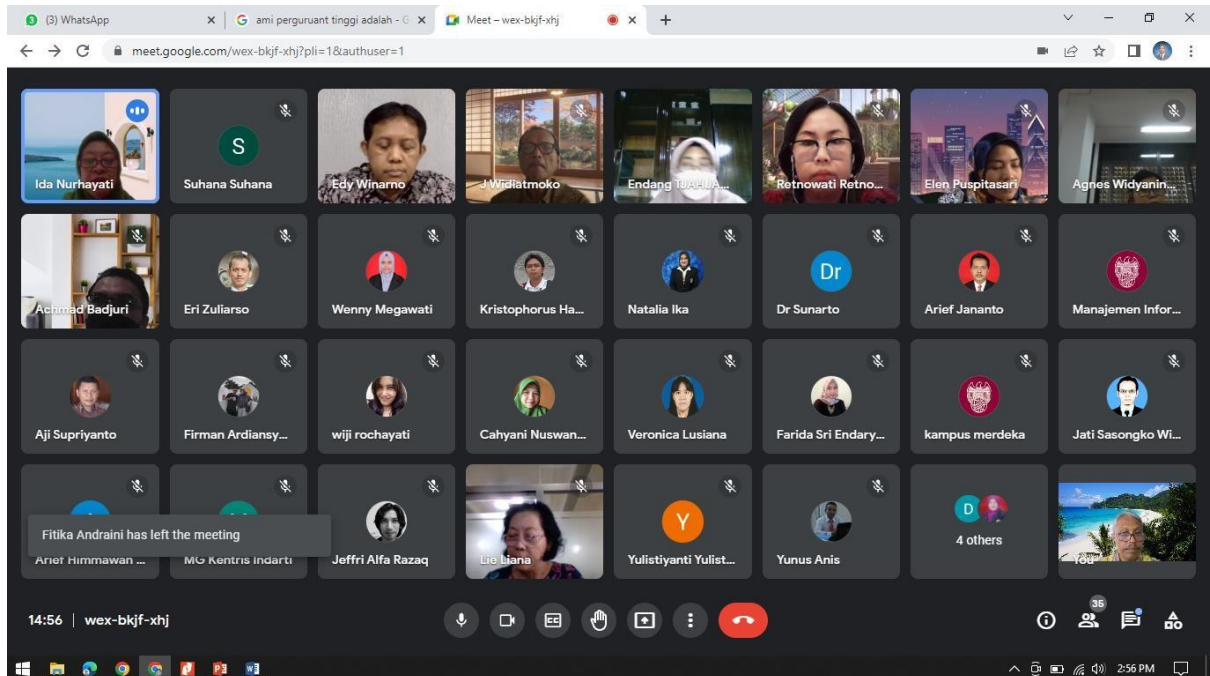 (3) WhatsApp
ami perguruant tinggi adalah - G
Meet – wex-bkjf-xhj
meet.google.com/wex-bkjf-xhj?pli=1&authuser=1
Ida Nurhayati
S
Suhana Suhana
Edy Winarno
J Widiatmoko
Endang
Retnowati Retno...
Elen Puspitasari
Agnes Widyanin...
Achmad Badjuri
Eri Zuliarso
Wenny Megawati
Kristophorus Ha...
Natalia Ika
Dr
Dr Sunarto
Arief Jananto
Manajemen Infor...
Aji Supriyanto
Firman Ardiansy...
wiji rochayati
Cahyani Nuswan...
Veronica Lusiana
Farida Sri Endary...
kampus merdeka
Jati Sasongko Wi...
Fitika Andraini has left the meeting
Arief Himmawan ...
MG Kentris Indarti
Jeffri Alfa Razaq
Lie Liana
Y
Yulistiyanti Yulist...
Yunus Anis
D
4 others
You
14:56 | wex-bkjf-xhj
35
2:56 PM